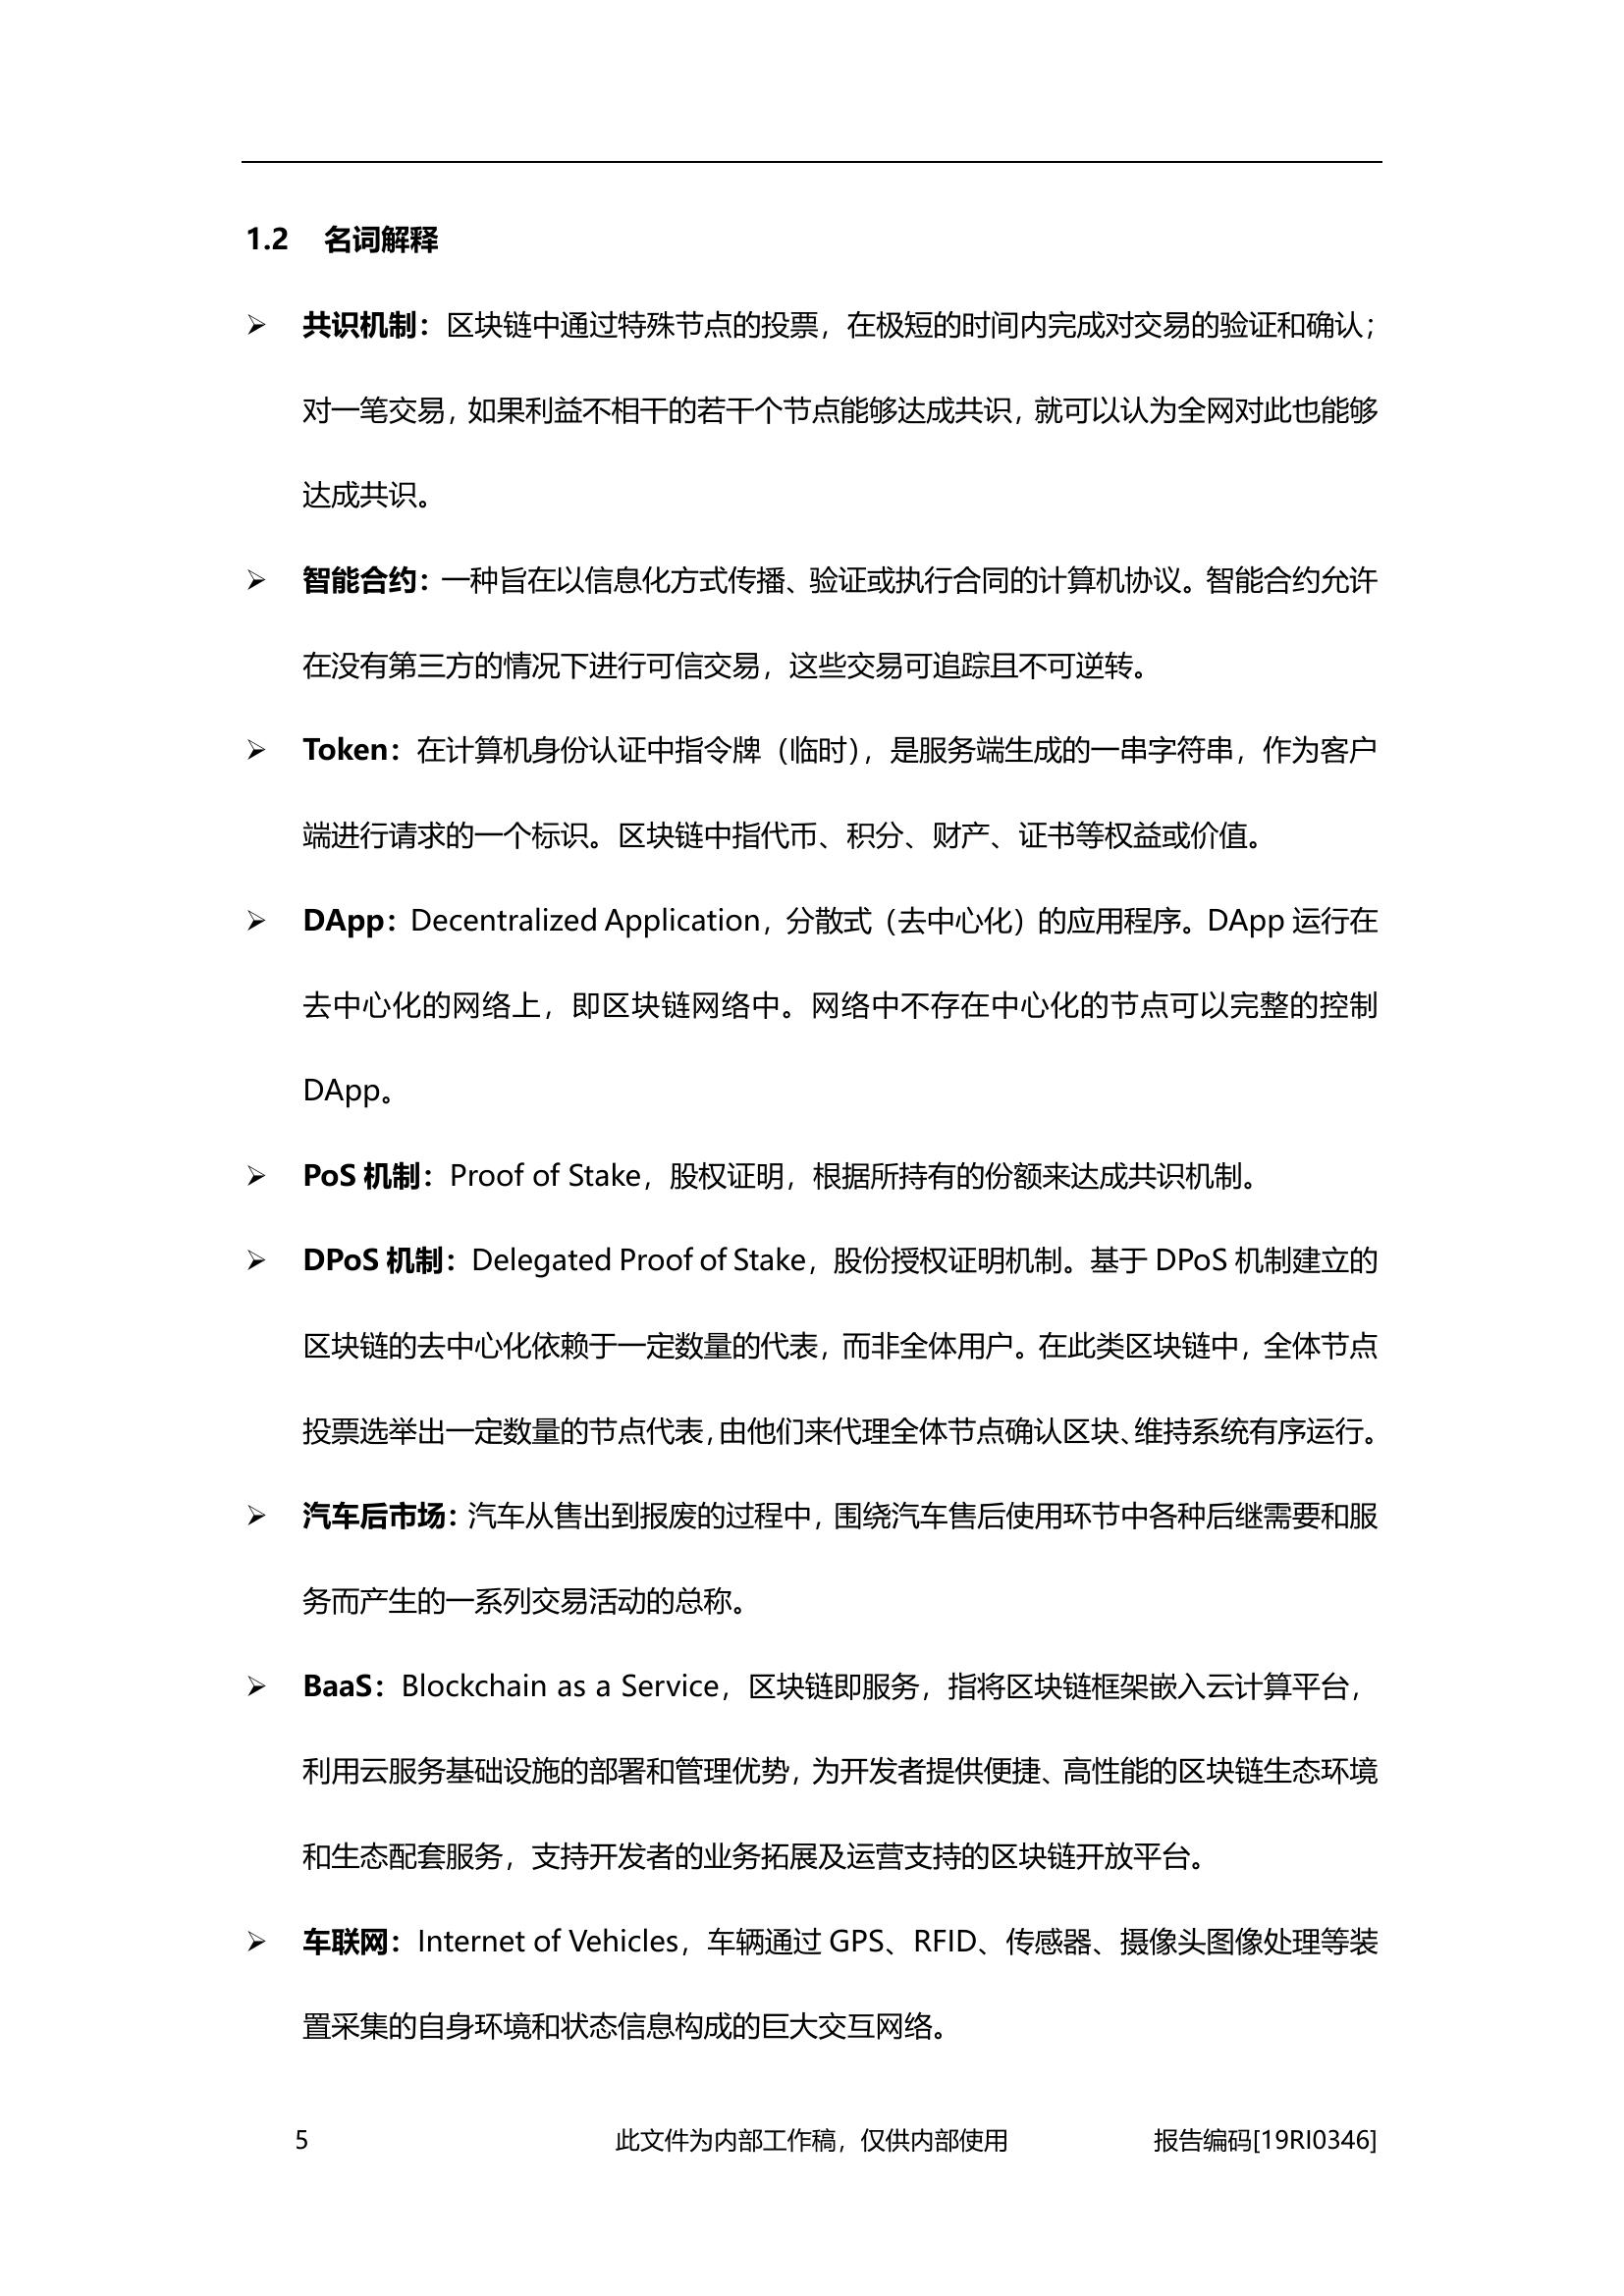 1.2 名词解释
➢ 共识机制：区块链中通过特殊节点的投票，在极短的时间内完成对交易的验证和确认；
对一笔交易，如果利益不相干的若干个节点能够达成共识，就可以认为全网对此也能够
达成共识。
➢ 智能合约：一种旨在以信息化方式传播、验证或执行合同的计算机协议。智能合约允许
在没有第三方的情况下进行可信交易，这些交易可追踪且不可逆转。
➢ Token：在计算机身份认证中指令牌（临时），是服务端生成的一串字符串，作为客户
端进行请求的一个标识。区块链中指代币、积分、财产、证书等权益或价值。
➢ DApp：Decentralized Application，分散式（去中心化）的应用程序。DApp 运行在
去中心化的网络上，即区块链网络中。网络中不存在中心化的节点可以完整的控制
DApp。
➢ PoS 机制：Proof of Stake，股权证明，根据所持有的份额来达成共识机制。
➢ DPoS 机制：Delegated Proof of Stake，股份授权证明机制。基于 DPoS 机制建立的
区块链的去中心化依赖于一定数量的代表，而非全体用户。在此类区块链中，全体节点
投票选举出一定数量的节点代表，由他们来代理全体节点确认区块、维持系统有序运行。
➢ 汽车后市场：汽车从售出到报废的过程中，围绕汽车售后使用环节中各种后继需要和服
务而产生的一系列交易活动的总称。
➢ BaaS：Blockchain as a Service，区块链即服务，指将区块链框架嵌入云计算平台，
利用云服务基础设施的部署和管理优势，为开发者提供便捷、高性能的区块链生态环境
和生态配套服务，支持开发者的业务拓展及运营支持的区块链开放平台。
➢ 车联网：Internet of Vehicles，车辆通过 GPS、RFID、传感器、摄像头图像处理等装
置采集的自身环境和状态信息构成的巨大交互网络。
5 此文件为内部工作稿，仅供内部使用 报告编码[19RI0346]